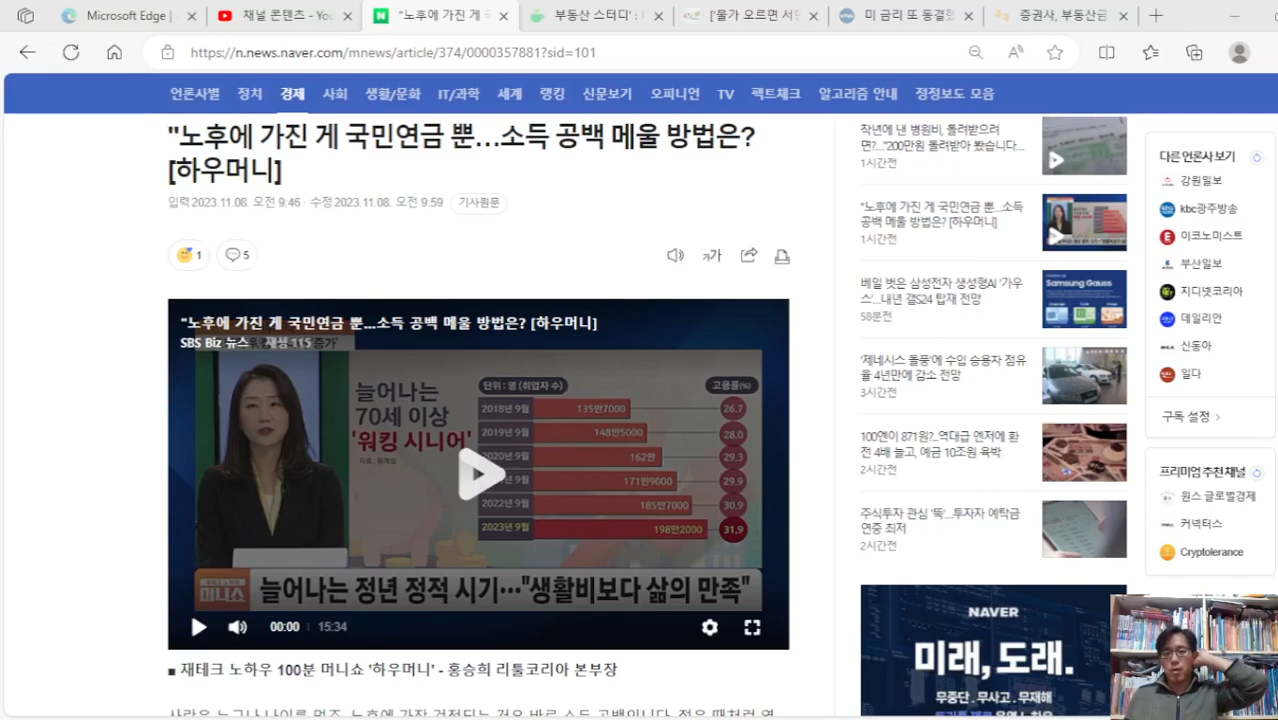 Microsoft Edge |
채널 콘텐츠 - You
"노후에 가진 게 국
부동산 스터디' : 네
['물가 오르면 서민
미 금리 또 동결했
증권사, 부동산금
https://n.news.naver.com/mnews/article/374/0000357881?sid=101
언론사별 정치 경제 사회 생활/문화 IT/과학 세계 랭킹 신문보기 오피니언 TV 팩트체크 알고리즘 안내 정정보도 모음
"노후에 가진 게 국민연금 뿐…소득 공백 메울 방법은?
[하우머니]
입력2023.11.08. 오전 9:46 · 수정2023.11.08. 오전 9:59 기사원문
1
5
가가
"노후에 가진 게 국민연금 뿐…소득 공백 메울 방법은? [하우머니]
SBS Biz 뉴스 재생 115
늘어나는
70세 이상
'워킹 시니어'
자료 : 통계청
단위 : 명 (취업자 수) 고용률(%)
2018년 9월 135만7000 26.7
2019년 9월 148만5000 28.0
2020년 9월 162만 29.3
년 9월 171만9000 29.9
2022년 9월 185만7000 30.9
2023년 9월 198만2000 31.9
머니쇼
늘어나는 정년 정적 시기…"생활비보다 삶의 만족"
00:00 15:34
■ 재테크 노하우 100분 머니쇼 '하우머니' - 홍승희 리툴코리아 본부장
작년에 낸 병원비, 돌려받으려
면?..."200만원 돌려받아 봤습니다...
1시간전
"노후에 가진 게 국민연금 뿐…소득
공백 메울 방법은? [하우머니]
1시간전
베일 벗은 삼성전자 생성형AI '가우
스'…내년 갤S24 탑재 전망
58분전
Samsung Gauss
'제네시스 돌풍'에 수입 승용차 점유
율 4년만에 감소 전망
3시간전
100엔이 871원?..역대급 엔저에 환
전 4배 늘고, 예금 10조원 육박
2시간전
주식투자 관심 '뚝'…투자자 예탁금
연중 최저
2시간전
NAVER
미래, 도래.
무중단·무사고·무재해
다른 언론사 보기
강원일보
kbc광주방송
이코노미스트
부산일보
지디넷코리아
데일리안
신동아
일다
구독 설정
프리미엄 추천 채널
원스 글로벌경제
커넥터스
Cryptolerance